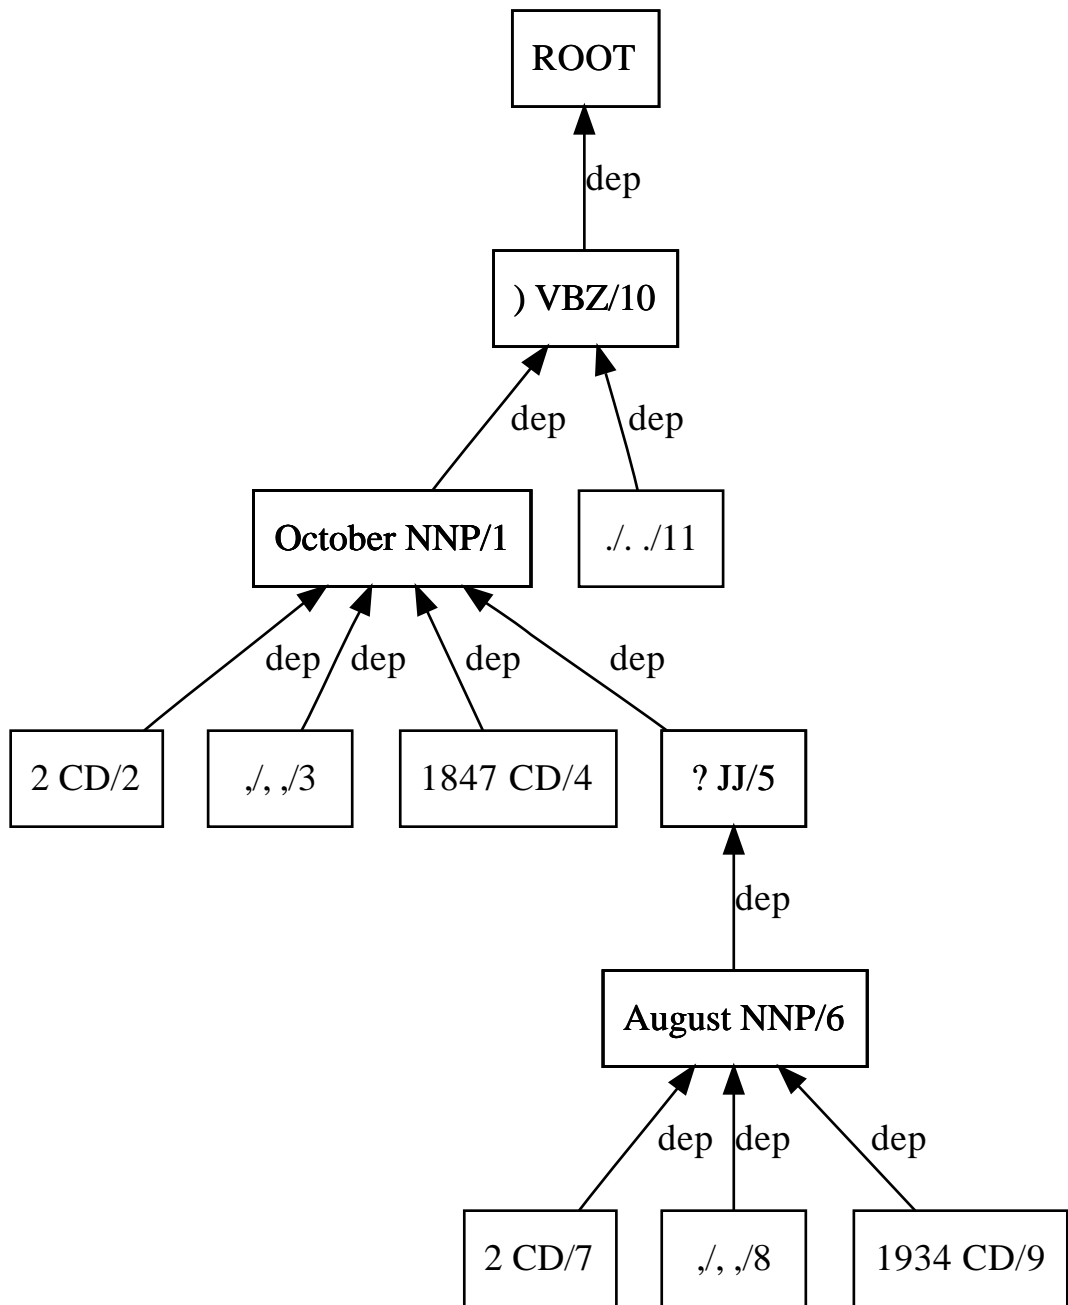 ROOT
dep
) VBZ/10
dep dep
October NNP/1 ./. ./11
dep dep dep dep
2 CD/2 ,/, ,/3 1847 CD/4 ? JJ/5
dep
August NNP/6
dep dep dep
2 CD/7 ,/, ,/8 1934 CD/9